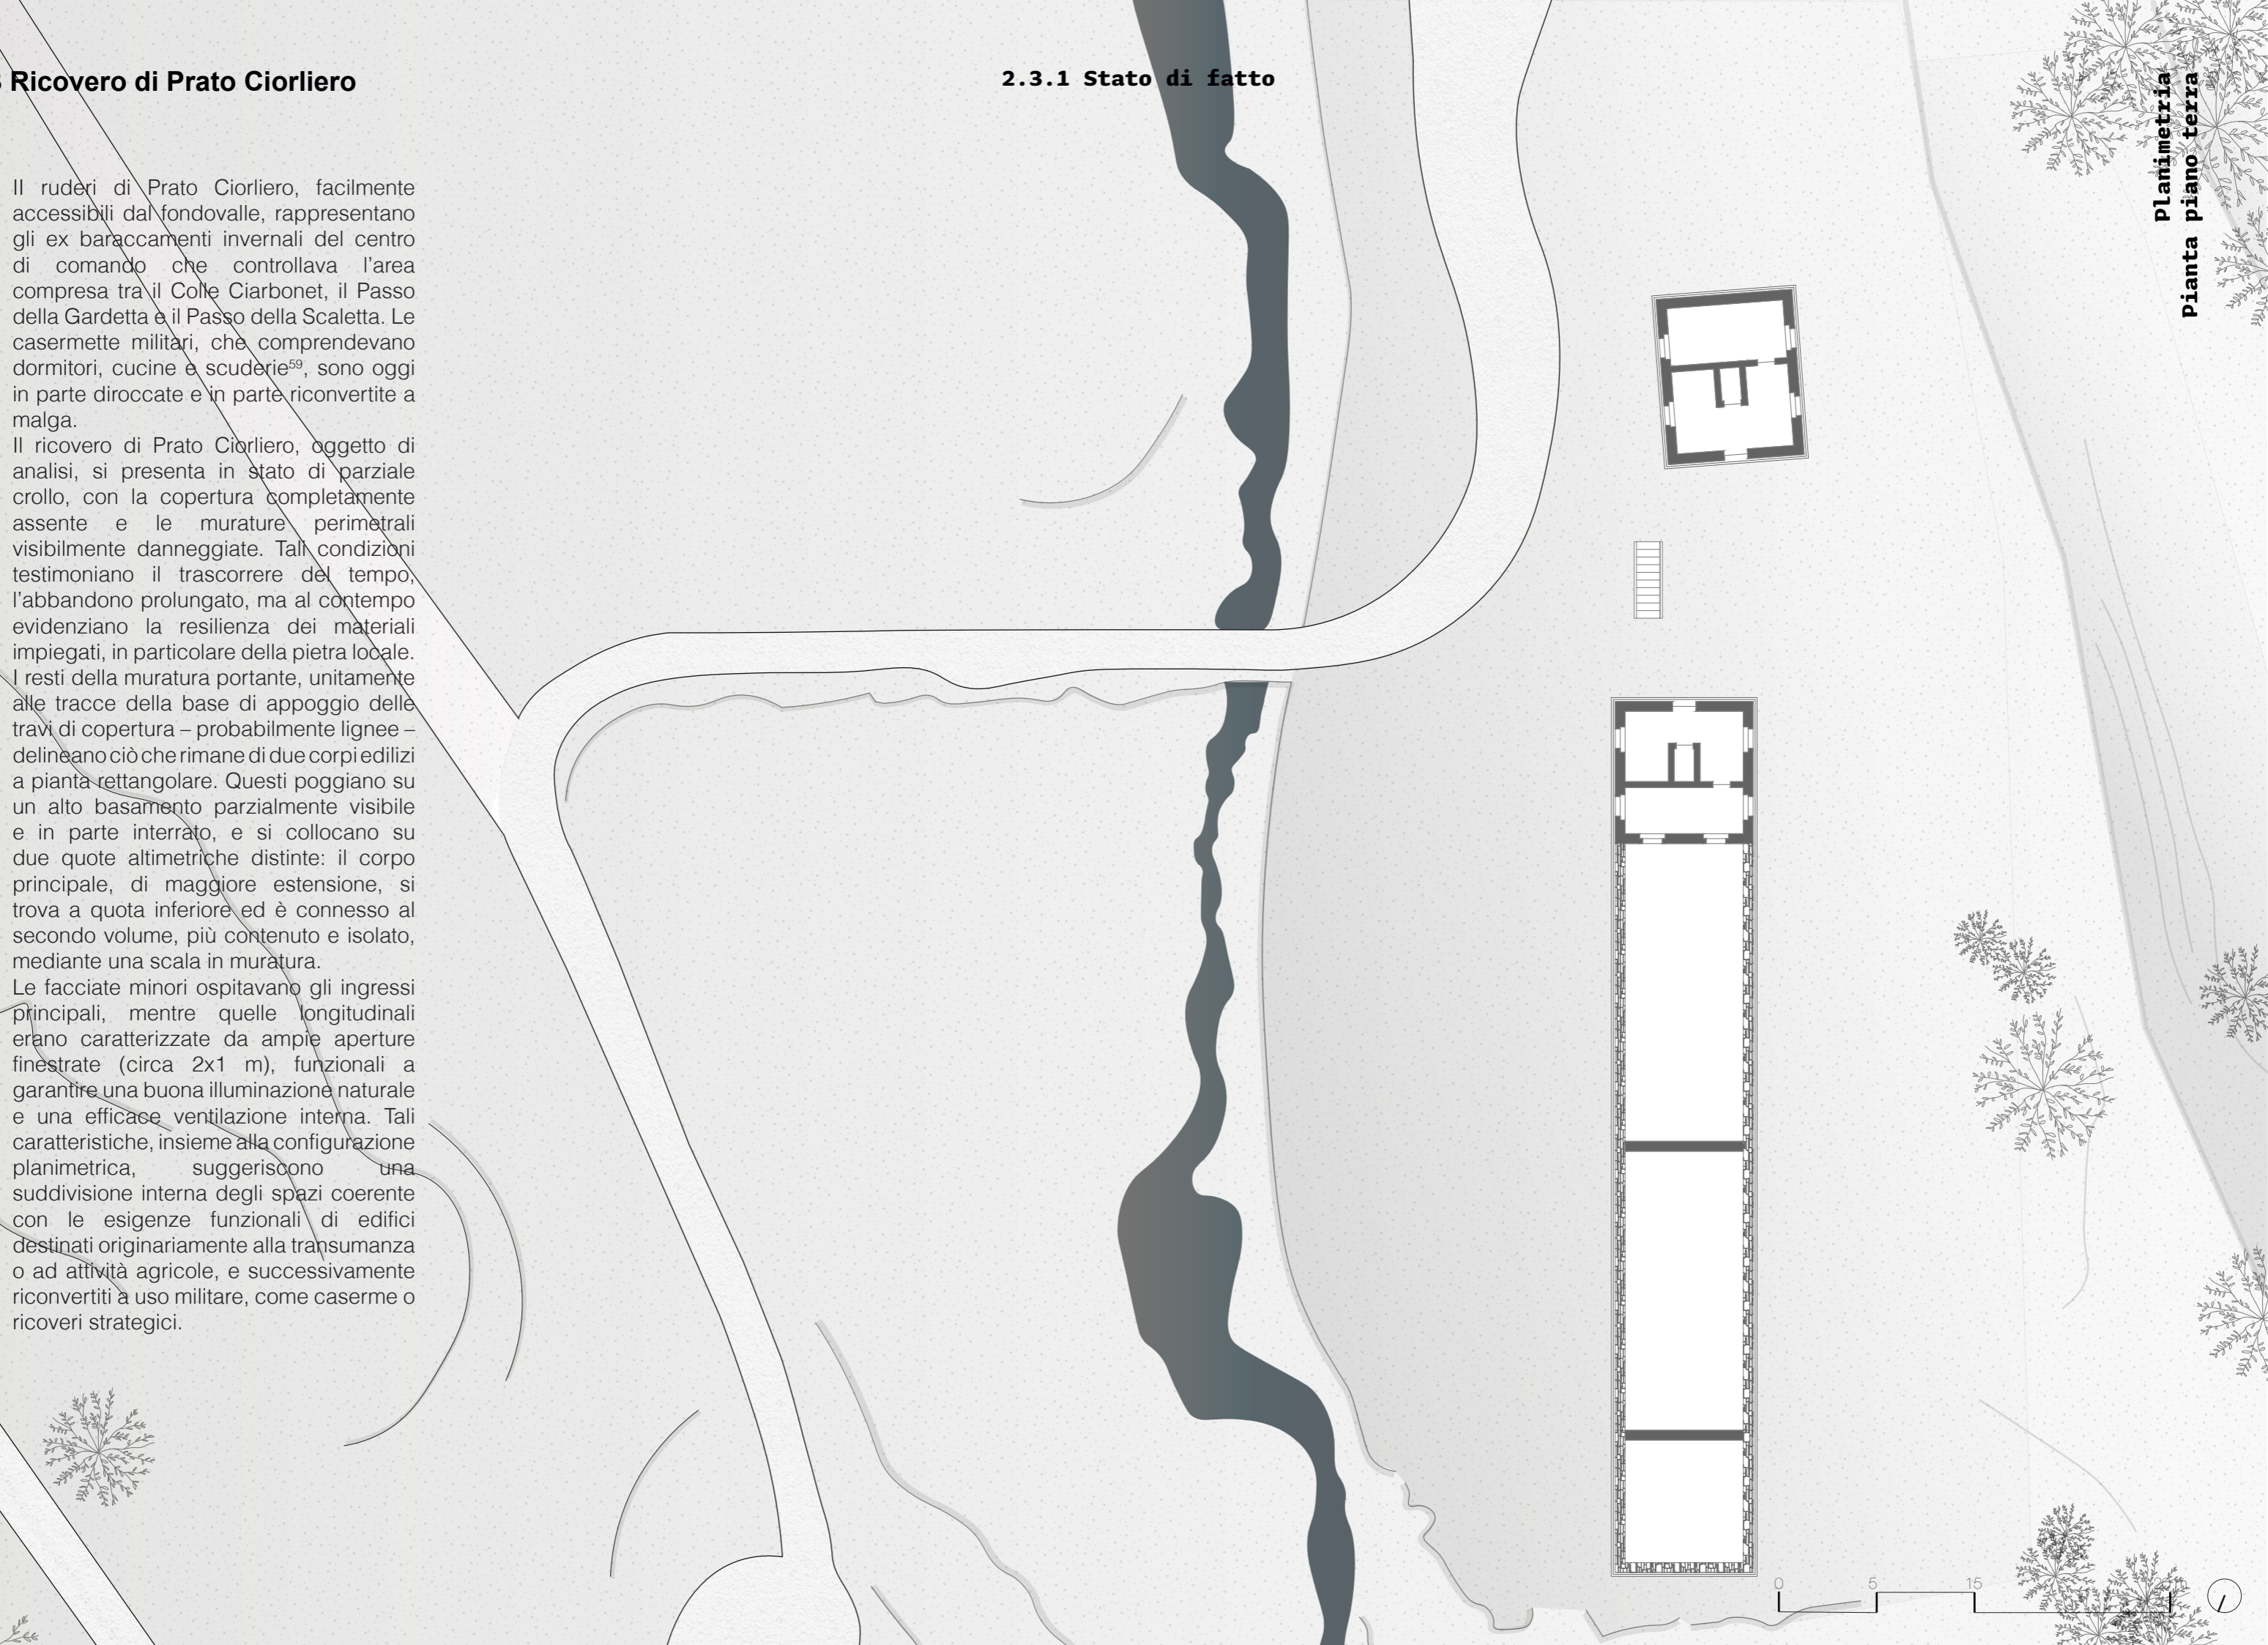 Ricovero di Prato Ciorliero
2.3.1 Stato di fatto
Planimetria
Pianta piano terra
II ruderi di Prato Ciorliero, facilmente
accessibili dal fondovalle, rappresentano
gli ex baraccamenti invernali del centro
di comando che controllava l’area
compresa tra il Colle Ciarbonet, il Passo
della Gardetta e il Passo della Scaletta. Le
casermette militari, che comprendevano
dormitori, cucine e scuderie⁵⁹, sono oggi
in parte diroccate e in parte riconvertite a
malga.
Il ricovero di Prato Ciorliero, oggetto di
analisi, si presenta in stato di parziale
crollo, con la copertura completamente
assente e le murature perimetrali
visibilmente danneggiate. Tali condizioni
testimoniano il trascorrere del tempo,
l’abbandono prolungato, ma al contempo
evidenziano la resilienza dei materiali
impiegati, in particolare della pietra locale.
I resti della muratura portante, unitamente
alle tracce della base di appoggio delle
travi di copertura – probabilmente lignee –
delineano ciò che rimane di due corpi edilizi
a pianta rettangolare. Questi poggiano su
un alto basamento parzialmente visibile
e in parte interrato, e si collocano su
due quote altimetriche distinte: il corpo
principale, di maggiore estensione, si
trova a quota inferiore ed è connesso al
secondo volume, più contenuto e isolato,
mediante una scala in muratura.
Le facciate minori ospitavano gli ingressi
principali, mentre quelle longitudinali
erano caratterizzate da ampie aperture
finestrate (circa 2x1 m), funzionali a
garantire una buona illuminazione naturale
e una efficace ventilazione interna. Tali
caratteristiche, insieme alla configurazione
planimetrica, suggeriscono una
suddivisione interna degli spazi coerente
con le esigenze funzionali di edifici
destinati originariamente alla transumanza
o ad attività agricole, e successivamente
riconvertiti a uso militare, come caserme o
ricoveri strategici.
0 5 15